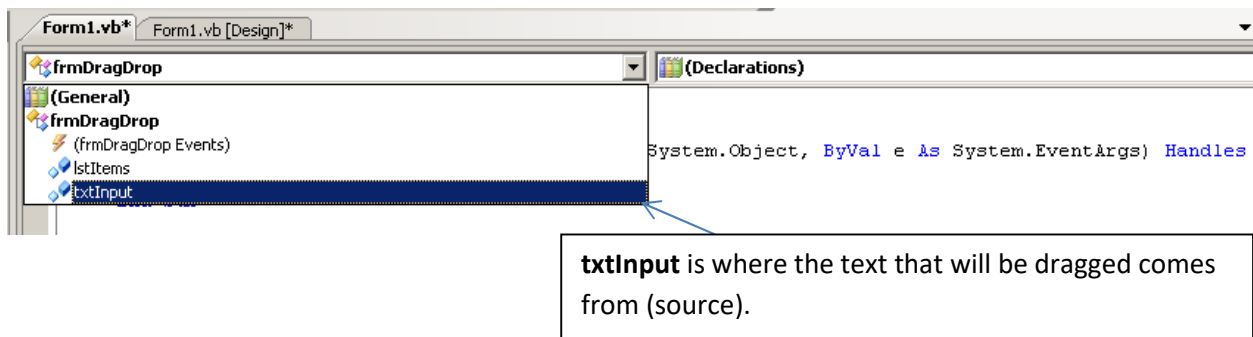 Form1.vb* Form1.vb [Design]*
frmDragDrop (Declarations)
(General)
frmDragDrop
(frmDragDrop Events)
System.Object, ByVal e As System.EventArgs) Handles
lstItems
txtInput
txtInput is where the text that will be dragged comes
from (source).